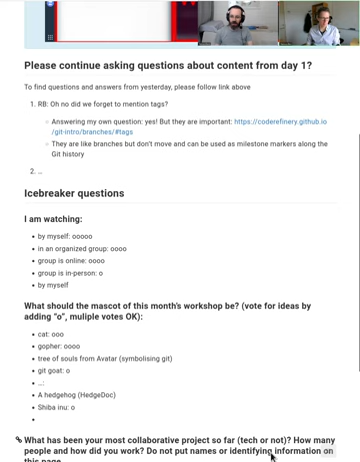 Please continue asking questions about content from day 1?
To find questions and answers from yesterday, please follow link above
1. RB: Oh no did we forget to mention tags?
Answering my own question: yes! But they are important: https://coderefinery.github.io
/git-intro/branches/#tags
They are like branches but don't move and can be used as milestone markers along the
Git history
2. ...
Icebreaker questions
I am watching:
by myself: ooooo
in an organized group: oooo
group is online: oooo
group is in-person: o
by myself
What should the mascot of this month's workshop be? (vote for ideas by
adding "o", muliple votes OK):
cat: ooo
gopher: oooo
tree of souls from Avatar (symbolising git)
git goat: o
...:
A hedgehog (HedgeDoc)
Shiba inu: o
What has been your most collaborative project so far (tech or not)? How many
people and how did you work? Do not put names or identifying information on
this page